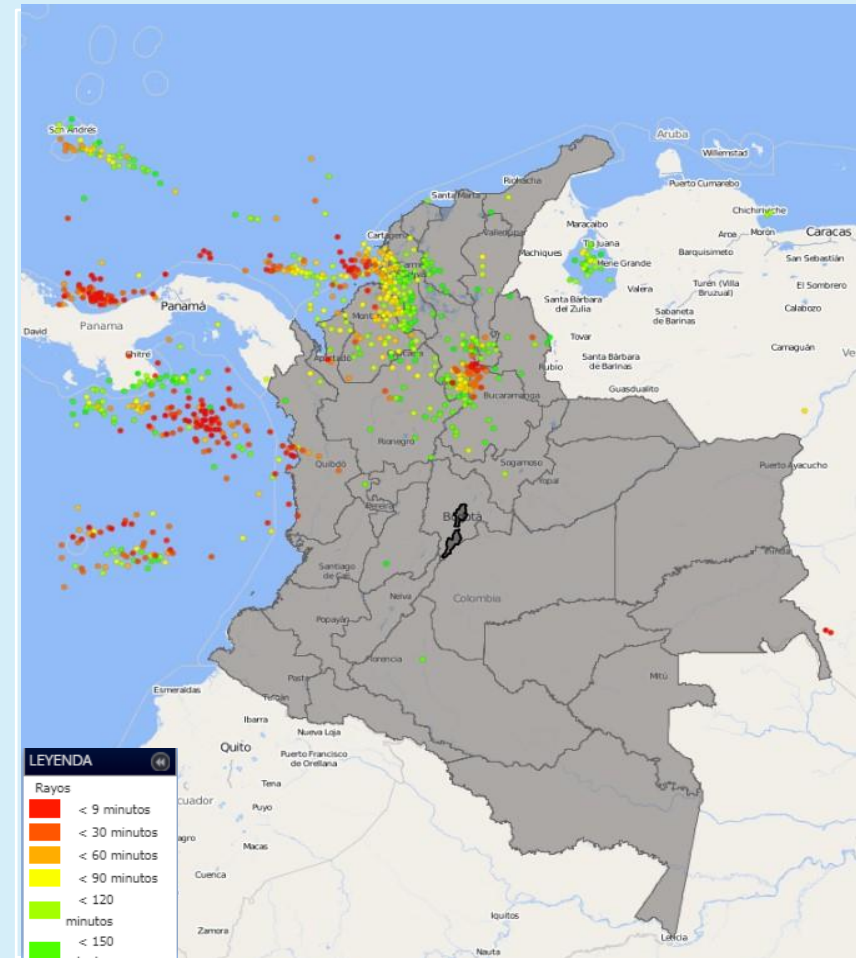 San Andrés
Aruba
Willemstad
Riohacha
Puerto Cumarebo
Santa Marta
Chichiriviche
Maracaibo
Cartagena
Valledupar
Aroa
Morón
Caracas
Tía Juana
Machiques
Mene Grande
Barquisimeto
San Sebastián
Valera
Turén (Villa
Bruzual)
El Sombrero
Santa Bárbara
del Zulia
Panamá
Sabaneta
de Barinas
Calabozo
David
Panama
Tovar
Camaguán
Chitré
Santa Bárbara
de Barinas
Rubio
Guasdualito
Bucaramanga
Rionegro
Quibdó
Sogamoso
Puerto Ayacucho
Yopal
Pereira
Bogotá
Santiago
de Cali
Neiva
Colombia
Popayán
Florencia
Mitú
Pasto
Esmeraldas
Tumán
Ibarra
Nueva Loja
Quito
Puerto Francisco
de Orellana
LEYENDA
Tena
Rayos
cuador
Puyo
< 9 minutos
< 30 minutos
agro
Macas
< 60 minutos
< 90 minutos
Cuenca
< 120
minutos
Iquitos
< 150
Zamora
Leticia
Nauta